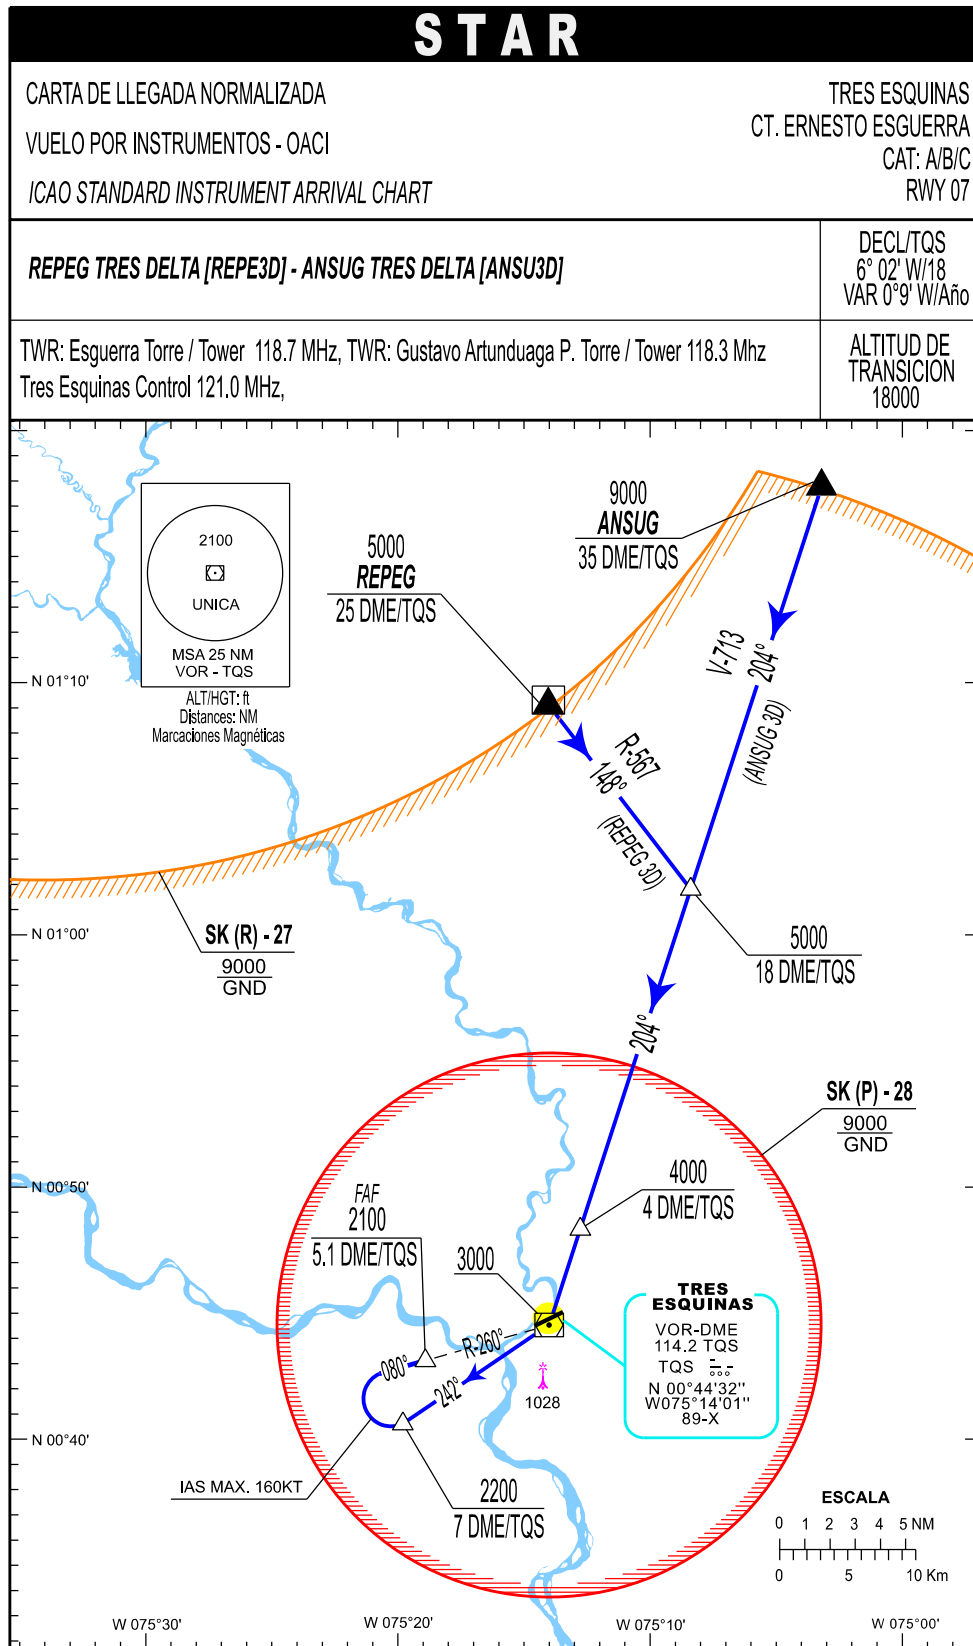 STAR
CARTA DE LLEGADA NORMALIZADA
VUELO POR INSTRUMENTOS - OACI
ICAO STANDARD INSTRUMENT ARRIVAL CHART
TRES ESQUINAS
CT. ERNESTO ESGUERRA
CAT: A/B/C
RWY 07
REPEG TRES DELTA [REPE3D] - ANSUG TRES DELTA [ANSU3D]
DECL/TQS
6° 02' W/18
VAR 0°9' W/Año
TWR: Esguerra Torre / Tower 118.7 MHz, TWR: Gustavo Artunduaga P. Torre / Tower 118.3 Mhz
Tres Esquinas Control 121.0 MHz,
ALTITUD DE
TRANSICION
18000
2100
UNICA
MSA 25 NM
VOR - TQS
ALT/HGT: ft
Distances: NM
Marcaciones Magnéticas
9000
ANSUG
35 DME/TQS
5000
REPEG
25 DME/TQS
V-713
204°
(ANSUG 3D)
N 01°10'
R-567
148°
(REPEG 3D)
SK (R) - 27
9000
GND
N 01°00'
5000
18 DME/TQS
204°
SK (P) - 28
9000
GND
N 00°50'
4000
4 DME/TQS
FAF
2100
5.1 DME/TQS
3000
TRES
ESQUINAS
VOR-DME
114.2 TQS
TQS
N 00°44'32''
W075°14'01''
89-X
R-260°
080°
242°
1028
N 00°40'
IAS MAX. 160KT
2200
7 DME/TQS
ESCALA
0 1 2 3 4 5 NM
0 5 10 Km
W 075°30'
W 075°20'
W 075°10'
W 075°00'